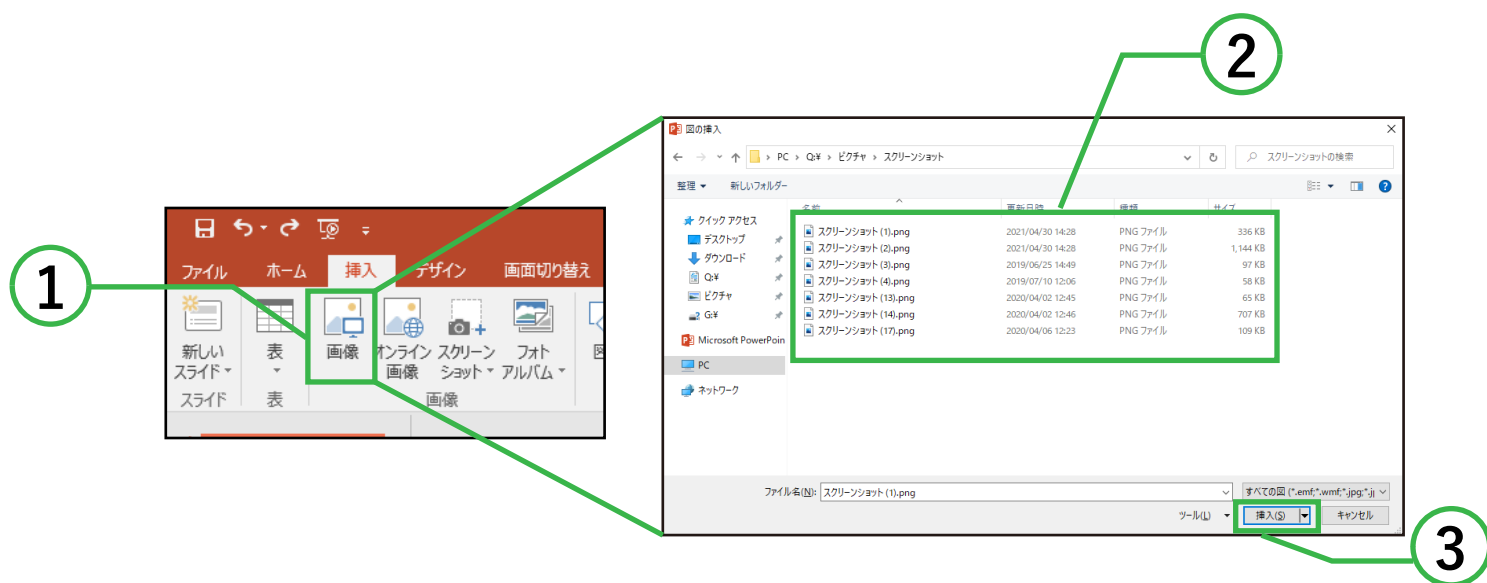 2
図の挿入
PC › Q:¥ › ピクチャ › スクリーンショット
スクリーンショットの検索
整理
新しいフォルダー
名前 更新日時 種類 サイズ
クイック アクセス
デスクトップ
ダウンロード
Q:¥
ピクチャ
G:¥
Microsoft PowerPoin
PC
ネットワーク
スクリーンショット (1).png 2021/04/30 14:28 PNG ファイル 336 KB
スクリーンショット (2).png 2021/04/30 14:28 PNG ファイル 1,144 KB
スクリーンショット (3).png 2019/06/25 14:49 PNG ファイル 97 KB
スクリーンショット (4).png 2019/07/10 12:06 PNG ファイル 58 KB
スクリーンショット (13).png 2020/04/02 12:45 PNG ファイル 65 KB
スクリーンショット (14).png 2020/04/02 12:46 PNG ファイル 707 KB
スクリーンショット (17).png 2020/04/06 12:23 PNG ファイル 109 KB
ファイル名(N): スクリーンショット (1).png
すべての図 (*.emf;*.wmf;*.jpg;*.j
ツール(L) 挿入(S) キャンセル
3
1
ファイル ホーム 挿入 デザイン 画面切り替え
新しい
スライド
表
画像
オンライン
画像
スクリーン
ショット
フォト
アルバム
スライド 表 画像